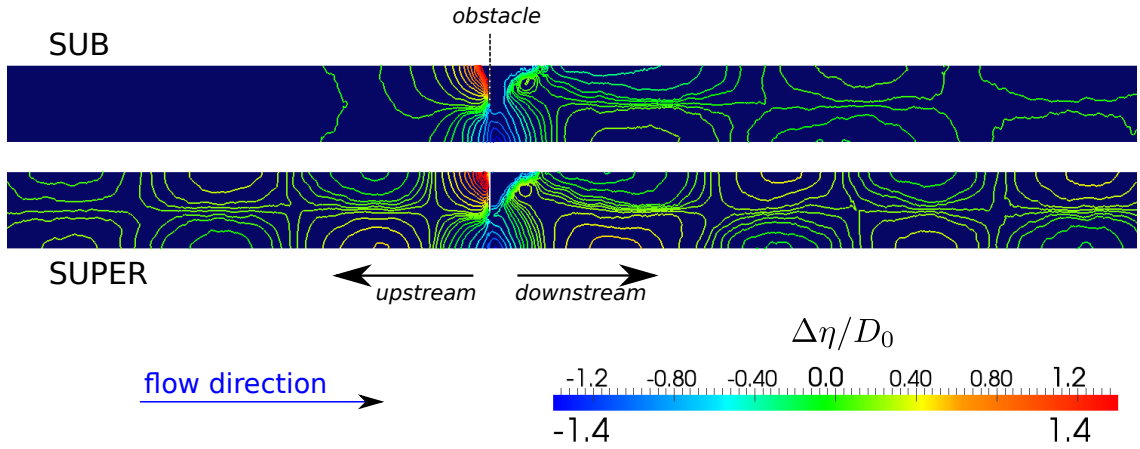 obstacle
SUB
SUPER
upstream downstream
flow direction
Δη/D₀
-1.2 -0.80 -0.40 0.0 0.40 0.80 1.2
-1.4 1.4